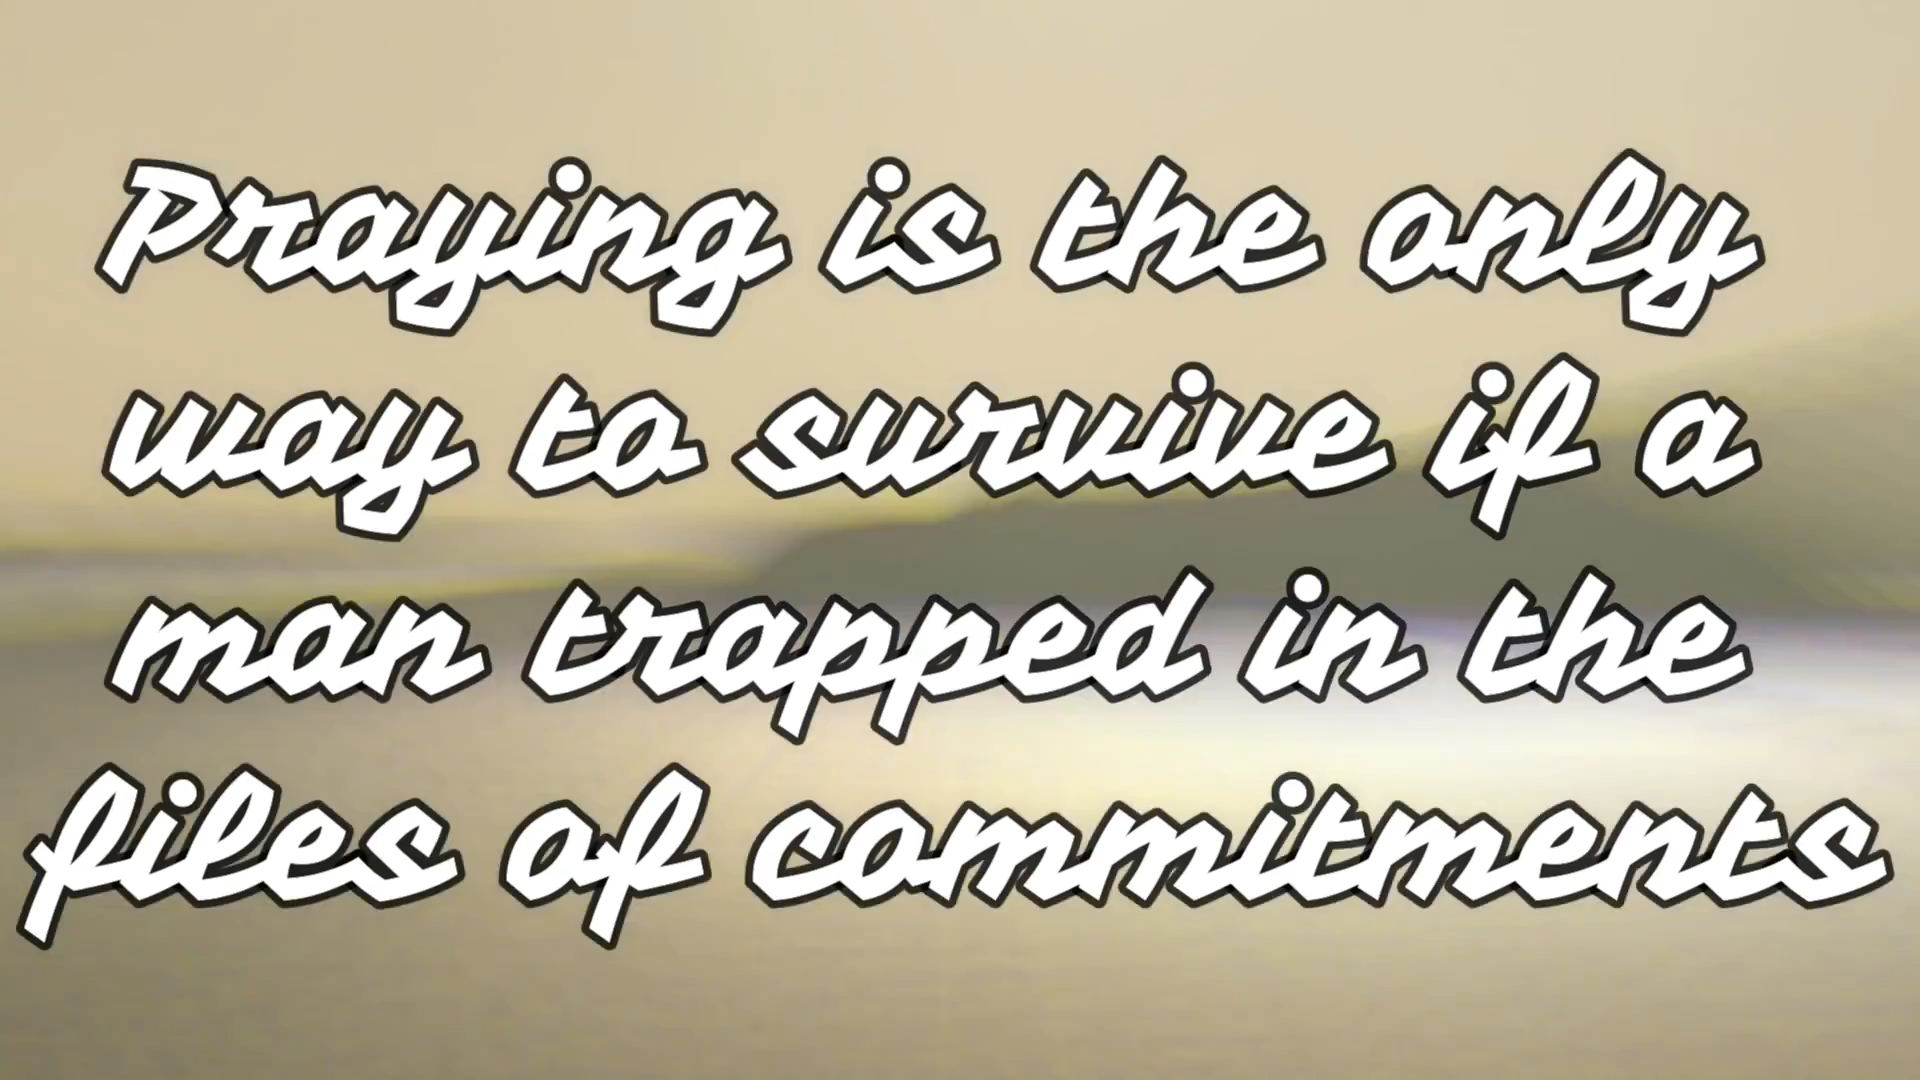 Praying is the only
way to survive if a
man trapped in the
files of commitments